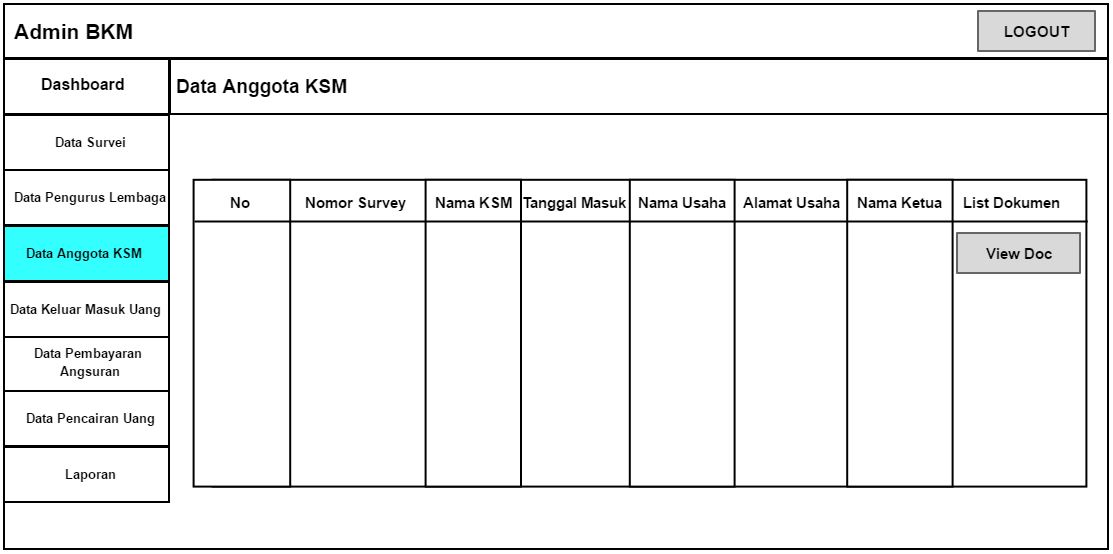 Admin BKM
LOGOUT
Dashboard
Data Anggota KSM
Data Survei
Data Pengurus Lembaga
Data Anggota KSM
Data Keluar Masuk Uang
Data Pembayaran
Angsuran
Data Pencairan Uang
Laporan
No Nomor Survey Nama KSM Tanggal Masuk Nama Usaha Alamat Usaha Nama Ketua List Dokumen
View Doc